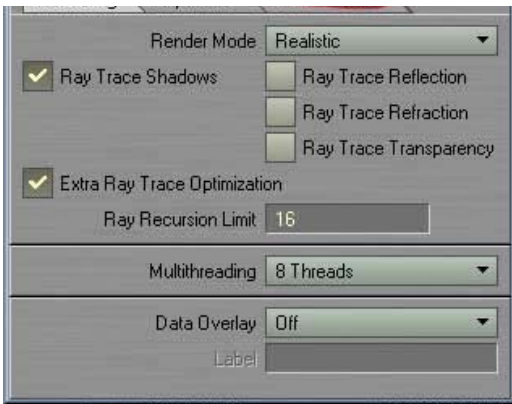 Render Mode Realistic
Ray Trace Shadows Ray Trace Reflection
Ray Trace Refraction
Ray Trace Transparency
Extra Ray Trace Optimization
Ray Recursion Limit 16
Multithreading 8 Threads
Data Overlay Off
Label